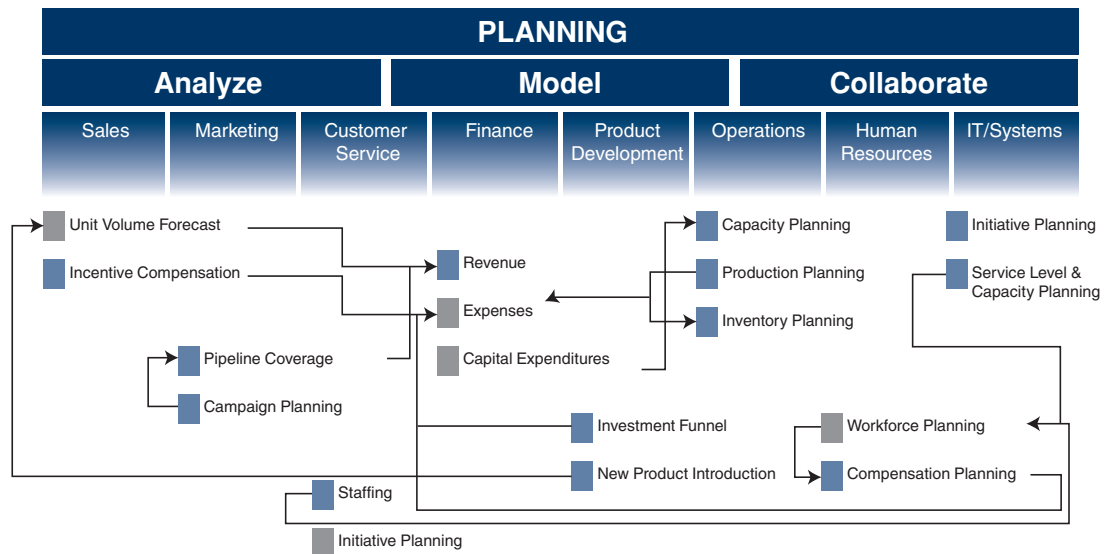 PLANNING
Analyze
Model
Collaborate
Sales
Marketing
Customer
Service
Finance
Product
Development
Operations
Human
Resources
IT/Systems
Unit Volume Forecast
Capacity Planning
Initiative Planning
Incentive Compensation
Revenue
Production Planning
Service Level &
Capacity Planning
Expenses
Inventory Planning
Pipeline Coverage
Capital Expenditures
Campaign Planning
Investment Funnel
Workforce Planning
New Product Introduction
Compensation Planning
Staffing
Initiative Planning